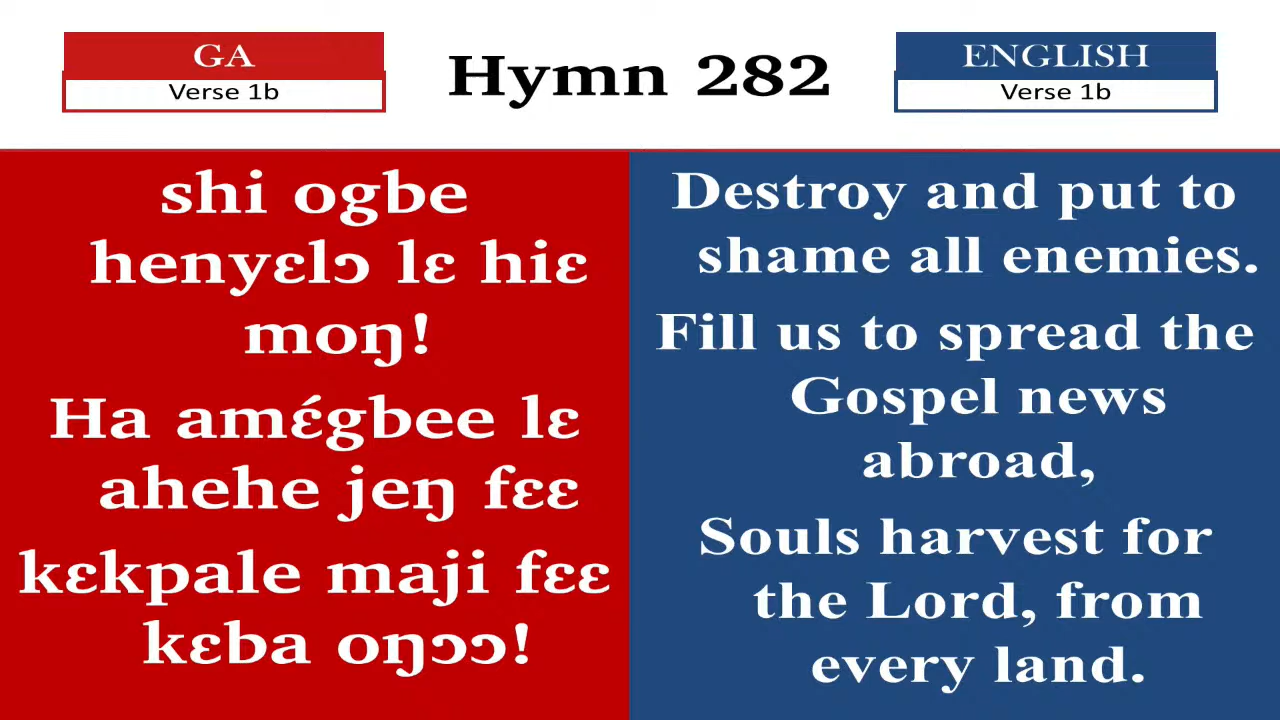 GA
Verse 1b
Hymn 282
ENGLISH
Verse 1b
shi ogbe
henyɛlɔ lɛ hiɛ
moŋ!
Ha amɛ́gbee lɛ
ahehe jeŋ fɛɛ
kɛkpale maji fɛɛ
kɛba oŋɔɔ!
Destroy and put to
shame all enemies.
Fill us to spread the
Gospel news
abroad,
Souls harvest for
the Lord, from
every land.